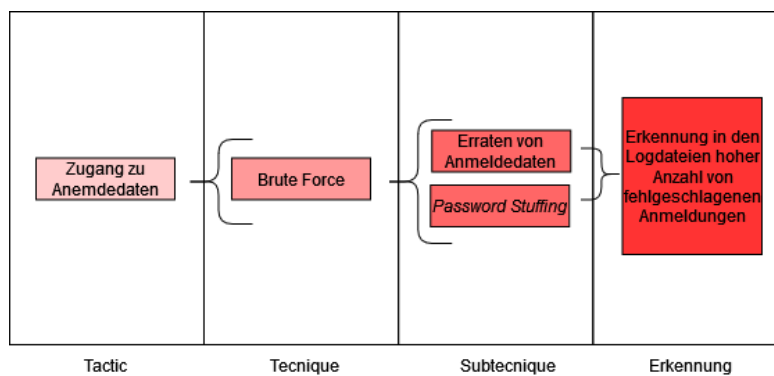 Zugang zu
Anemdedaten
Brute Force
Erraten von
Anmeldedaten
Password Stuffing
Erkennung in den
Logdateien hoher
Anzahl von
fehlgeschlagenen
Anmeldungen
Tactic
Tecnique
Subtecnique
Erkennung